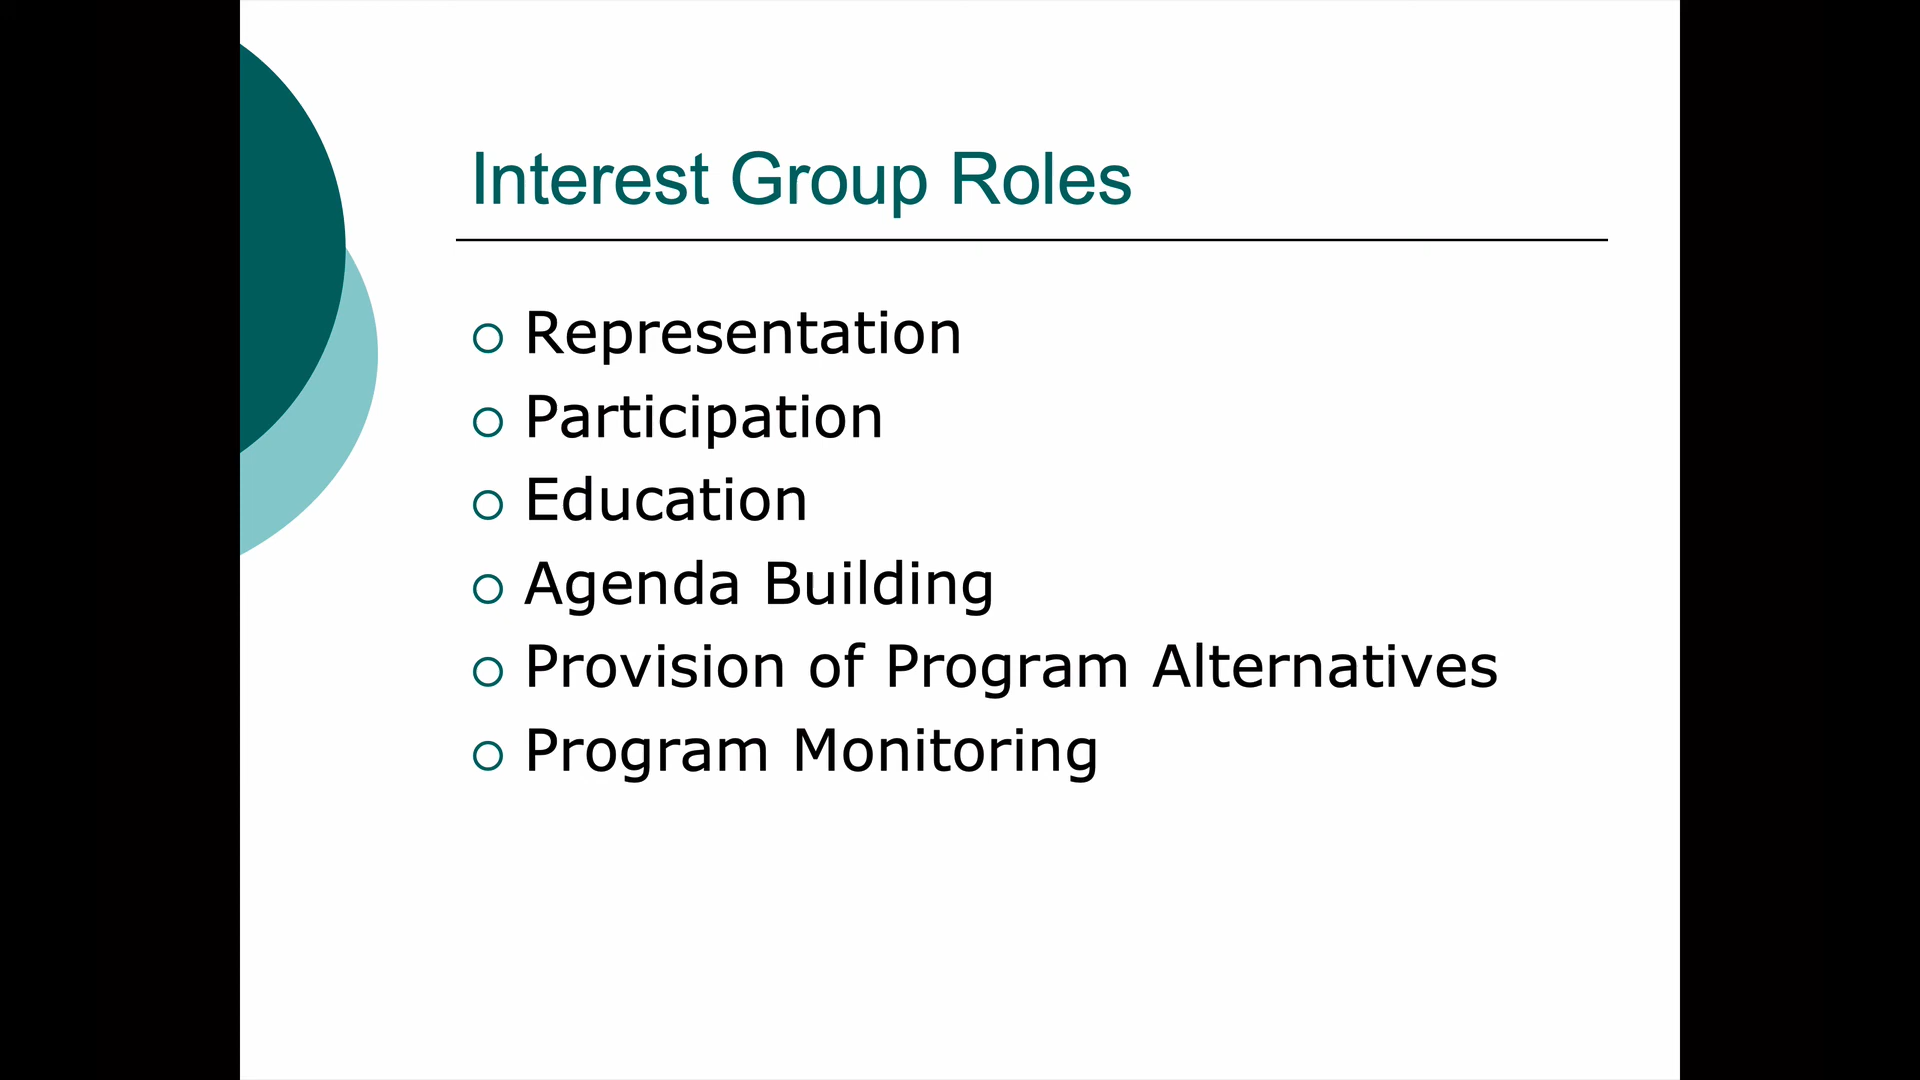 Interest Group Roles
Representation
Participation
Education
Agenda Building
Provision of Program Alternatives
Program Monitoring